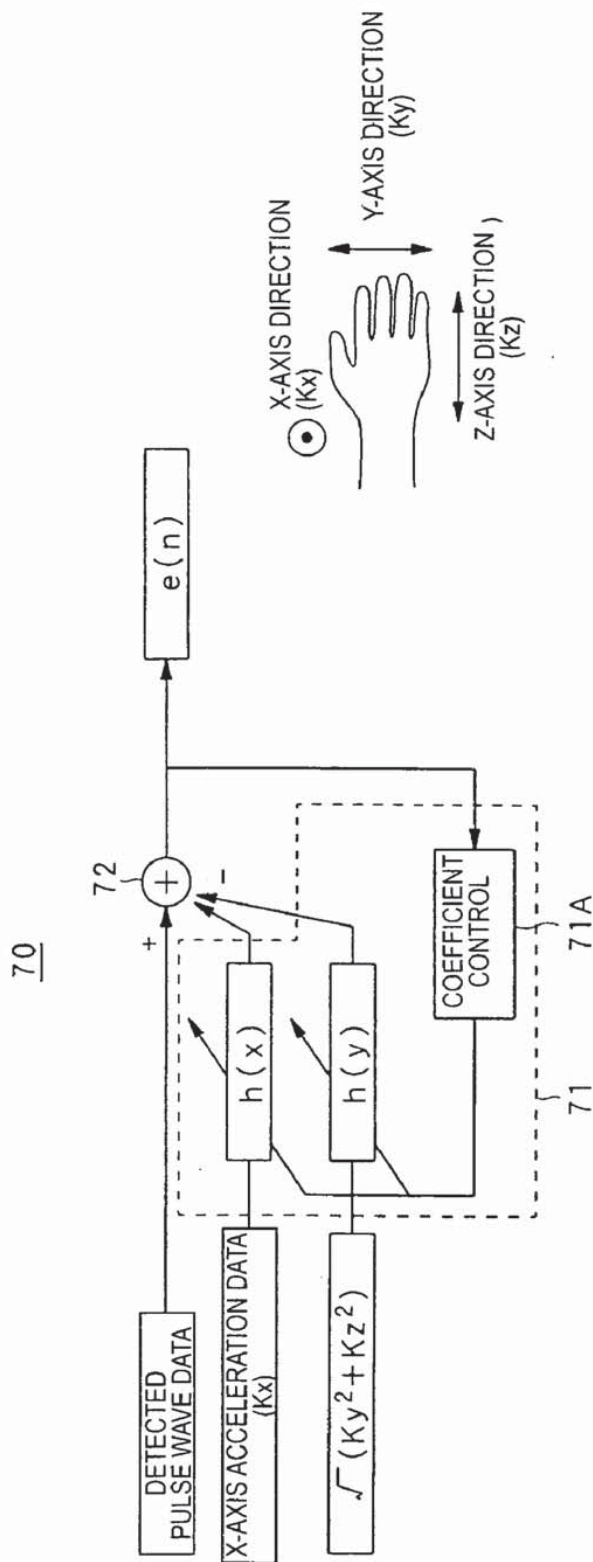 70
DETECTED
PULSE WAVE DATA
X-AXIS ACCELERATION DATA
(Kx)
√(Ky²+Kz²)
+
72
+
-
h(x)
h(y)
COEFFICIENT
CONTROL
71
71A
e(n)
X-AXIS DIRECTION
(Kx)
Y-AXIS DIRECTION
(Ky)
Z-AXIS DIRECTION
(Kz)